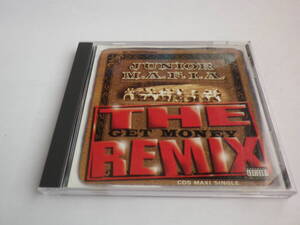 JUNIOR
M.A.F.I.A.
THE
GET MONEY
REMIX
CD5 MAXI SINGLE